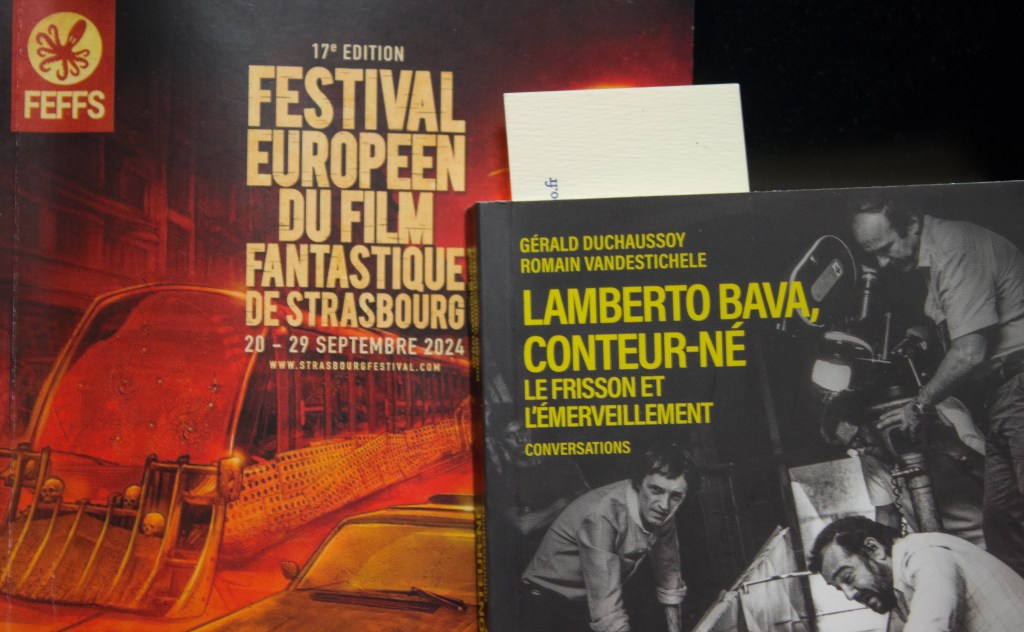 FEFFS
17e EDITION
FESTIVAL
EUROPEEN
DU FILM
FANTASTIQUE
DE STRASBOURG
20 - 29 SEPTEMBRE 2024
WWW.STRASBOURGFESTIVAL.COM
o.fr
GÉRALD DUCHAUSSOY
ROMAIN VANDESTICHELE
LAMBERTO BAVA,
CONTEUR-NÉ
LE FRISSON ET
L'ÉMERVEILLEMENT
CONVERSATIONS